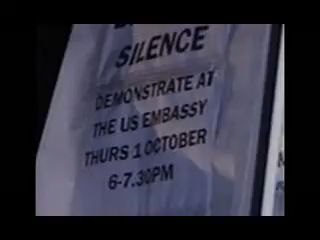 SILENCE
DEMONSTRATE AT
THE US EMBASSY
THURS 1 OCTOBER
6-7.30PM